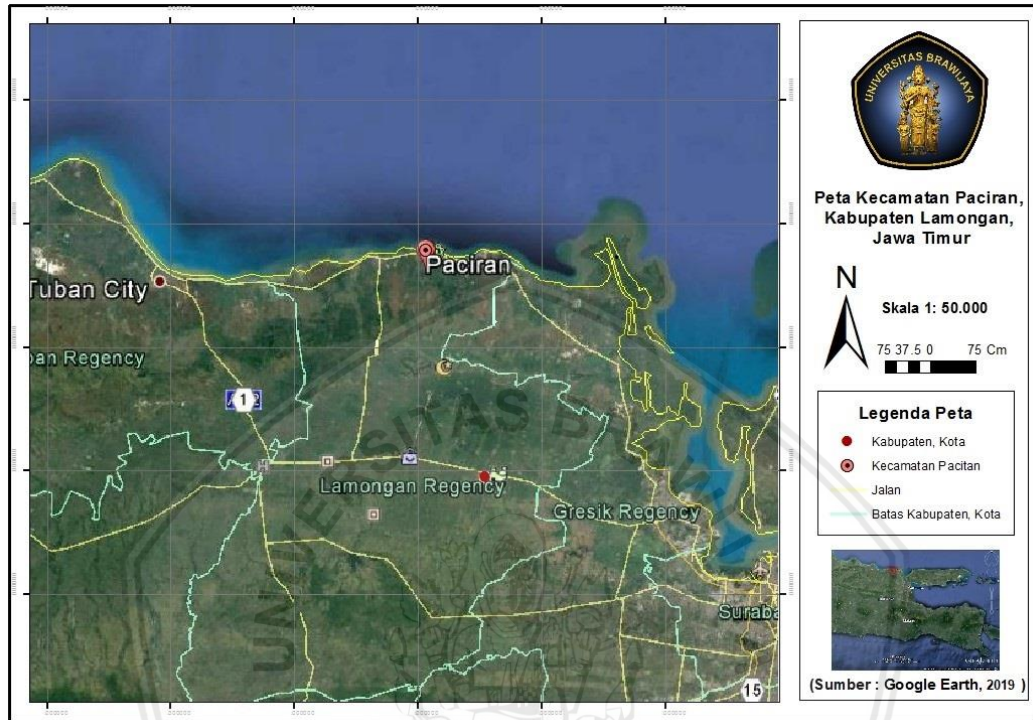 Tuban City
Paciran
ban Regency
1
Lamongan Regency
Gresik Regency
Suraba
15
UNIVERSITAS BRAWIJAYA
UNIVERSITAS BRAWIJAYA
Peta Kecamatan Paciran,
Kabupaten Lamongan,
Jawa Timur
N
Skala 1: 50.000
75 37.5 0 75 Cm
Legenda Peta
Kabupaten, Kota
Kecamatan Pacitan
Jalan
Batas Kabupaten, Kota
(Sumber : Google Earth, 2019 )